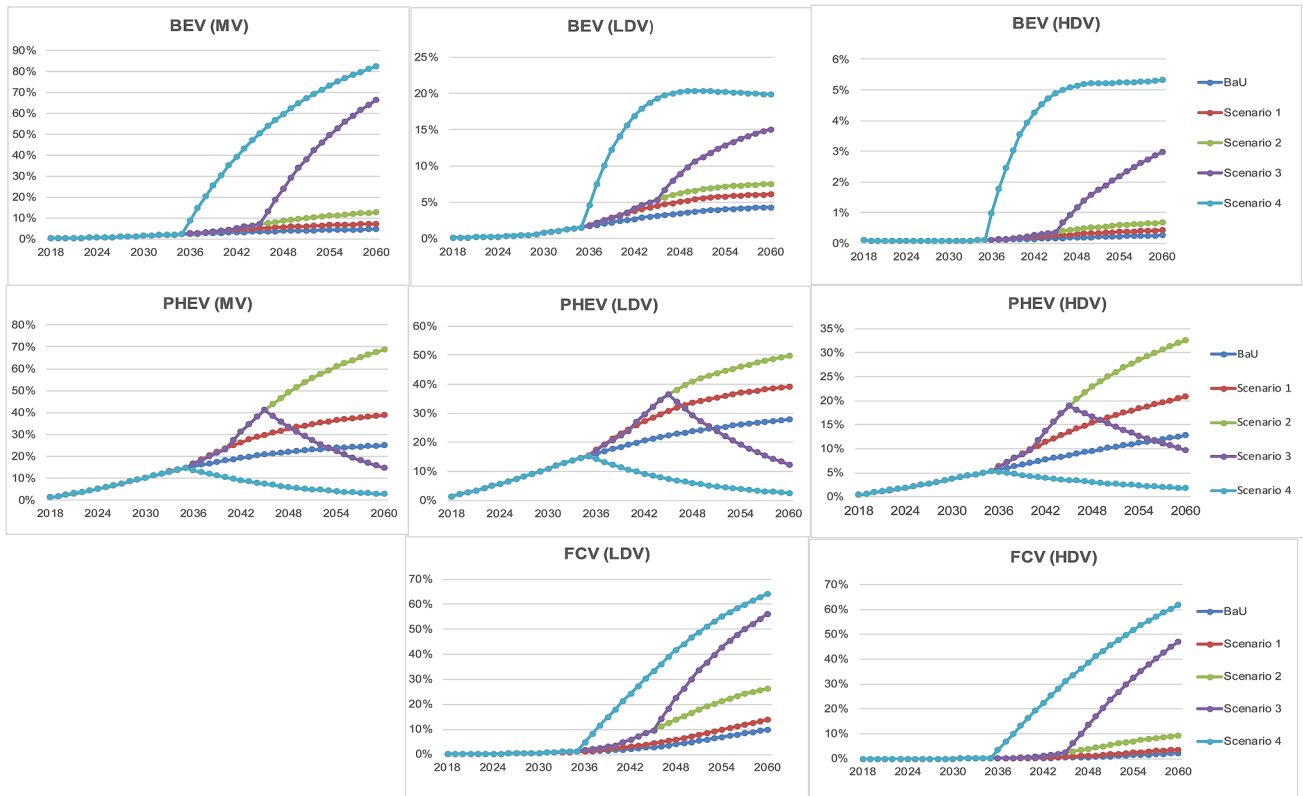 BEV (MV)
90%
80%
70%
60%
50%
40%
30%
20%
10%
0%
2018 2024 2030 2036 2042 2048 2054 2060
BEV (LDV)
25%
20%
15%
10%
5%
0%
2018 2024 2030 2036 2042 2048 2054 2060
BEV (HDV)
6%
5%
4%
3%
2%
1%
0%
2018 2024 2030 2036 2042 2048 2054 2060
BaU
Scenario 1
Scenario 2
Scenario 3
Scenario 4
PHEV (MV)
80%
70%
60%
50%
40%
30%
20%
10%
0%
2018 2024 2030 2036 2042 2048 2054 2060
PHEV (LDV)
60%
50%
40%
30%
20%
10%
0%
2018 2024 2030 2036 2042 2048 2054 2060
PHEV (HDV)
35%
30%
25%
20%
15%
10%
5%
0%
2018 2024 2030 2036 2042 2048 2054 2060
BaU
Scenario 1
Scenario 2
Scenario 3
Scenario 4
FCV (LDV)
70%
60%
50%
40%
30%
20%
10%
0%
2018 2024 2030 2036 2042 2048 2054 2060
FCV (HDV)
70%
60%
50%
40%
30%
20%
10%
0%
2018 2024 2030 2036 2042 2048 2054 2060
BaU
Scenario 1
Scenario 2
Scenario 3
Scenario 4